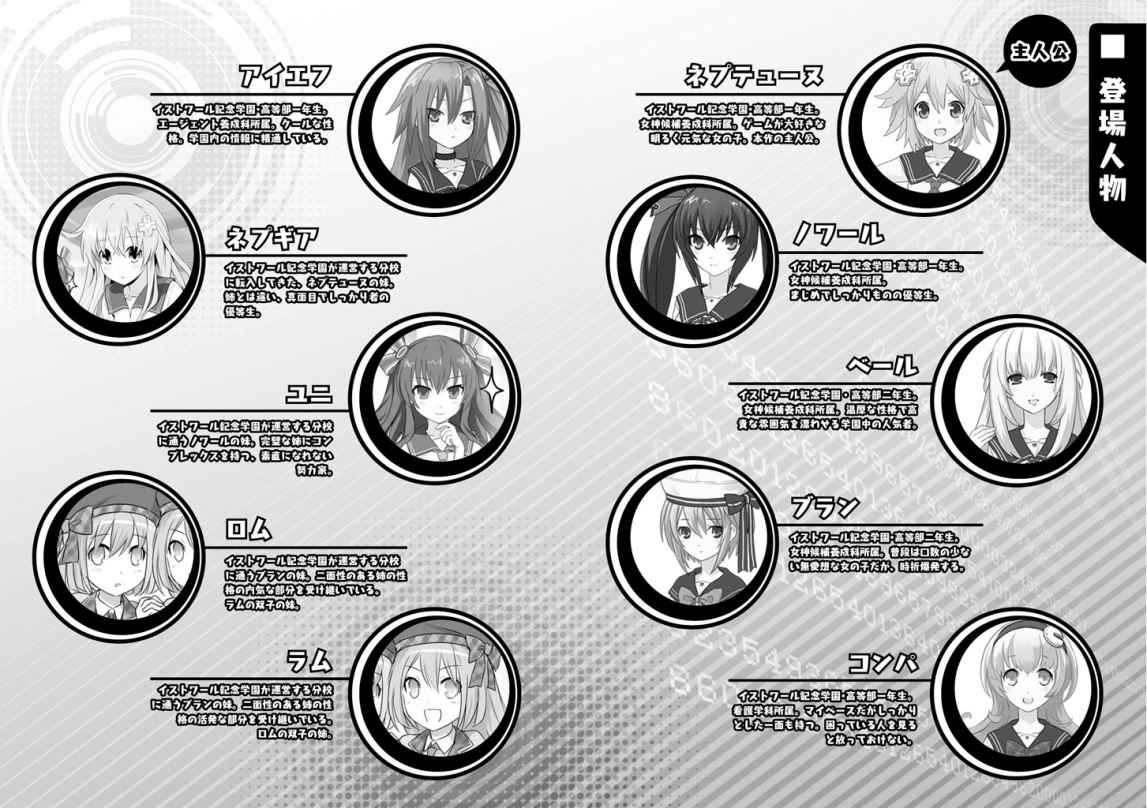 ■ 登場人物
主人公
ネプテューヌ
イストワール記念学園・高等部一年生。
女神候補養成科所属。ゲームが大好きな
明るく元気な女の子。本作の主人公。
ノワール
イストワール記念学園・高等部一年生。
女神候補養成科所属。
まじめでしっかりものの優等生。
ベール
イストワール記念学園・高等部二年生。
女神候補養成科所属。温厚な性格で高
貴な雰囲気を漂わせる学園中の人気者。
ブラン
イストワール記念学園・高等部二年生。
女神候補養成科所属。普段は口数の少な
い無愛想な女の子だが、時折爆発する。
コンパ
イストワール記念学園・高等部一年生。
看護学科所属。マイペースだがしっかり
とした一面も持つ。困っている人を見る
と放っておけない。
アイエフ
イストワール記念学園・高等部一年生。
エージェント養成科所属。クールな性
格。学園内の情報に精通している。
ネプギア
イストワール記念学園が運営する分校
に転入してきた、ネプテューヌの妹。
姉とは違い、真面目でしっかり者の
優等生。
ユニ
イストワール記念学園が運営する分校
に通うノワールの妹。完璧な姉にコン
プレックスを持つ、素直になれない
努力家。
ロム
イストワール記念学園が運営する分校
に通うブランの妹。二面性のある姉の性
格の内気な部分を受け継いでいる。
ラムの双子の妹。
ラム
イストワール記念学園が運営する分校
に通うブランの妹。二面性のある姉の性
格の活発な部分を受け継いでいる。
ロムの双子の姉。